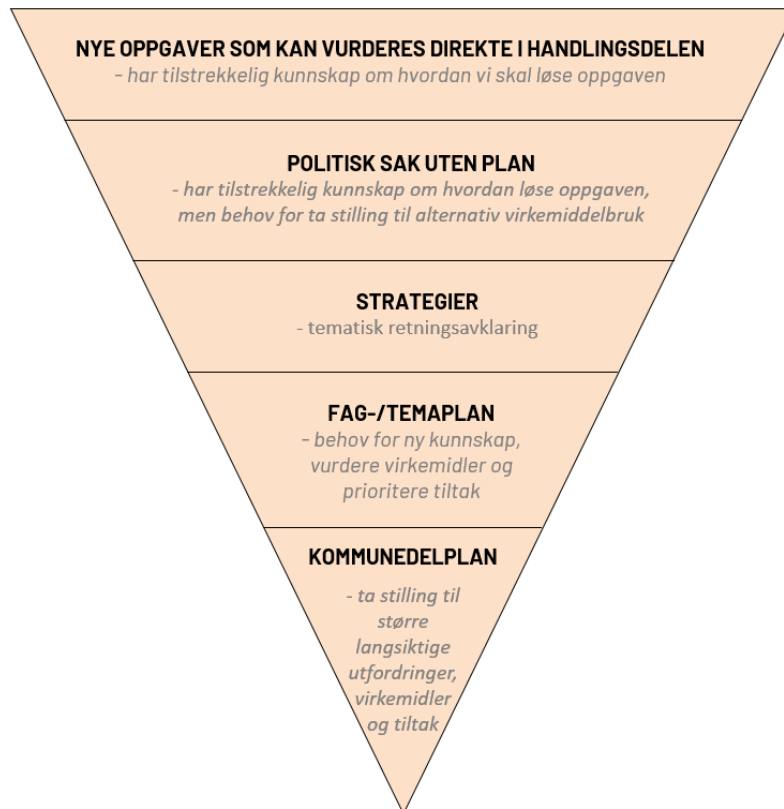 NYE OPPGAVER SOM KAN VURDERES DIREKTE I HANDLINGSDELEN
- har tilstrekkelig kunnskap om hvordan vi skal løse oppgaven
POLITISK SAK UTEN PLAN
- har tilstrekkelig kunnskap om hvordan løse oppgaven,
men behov for ta stilling til alternativ virkemiddelbruk
STRATEGIER
- tematisk retningsavklaring
FAG-/TEMAPLAN
- behov for ny kunnskap,
vurdere virkemidler og
prioritere tiltak
KOMMUNEDELPLAN
- ta stilling til
større
langsiktige
utfordringer,
virkemidler
og tiltak